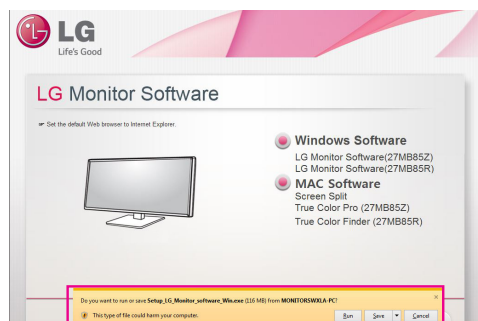 LG
Life's Good
LG Monitor Software
☞ Set the default Web browser to Internet Explorer.
Windows Software
LG Monitor Software(27MB85Z)
LG Monitor Software(27MB85R)
MAC Software
Screen Split
True Color Pro (27MB85Z)
True Color Finder (27MB85R)
Do you want to run or save Setup_LG_Monitor_software_Win.exe (116 MB) from MONITORSWXLA-PC?
x
This type of file could harm your computer.
Run Save Cancel